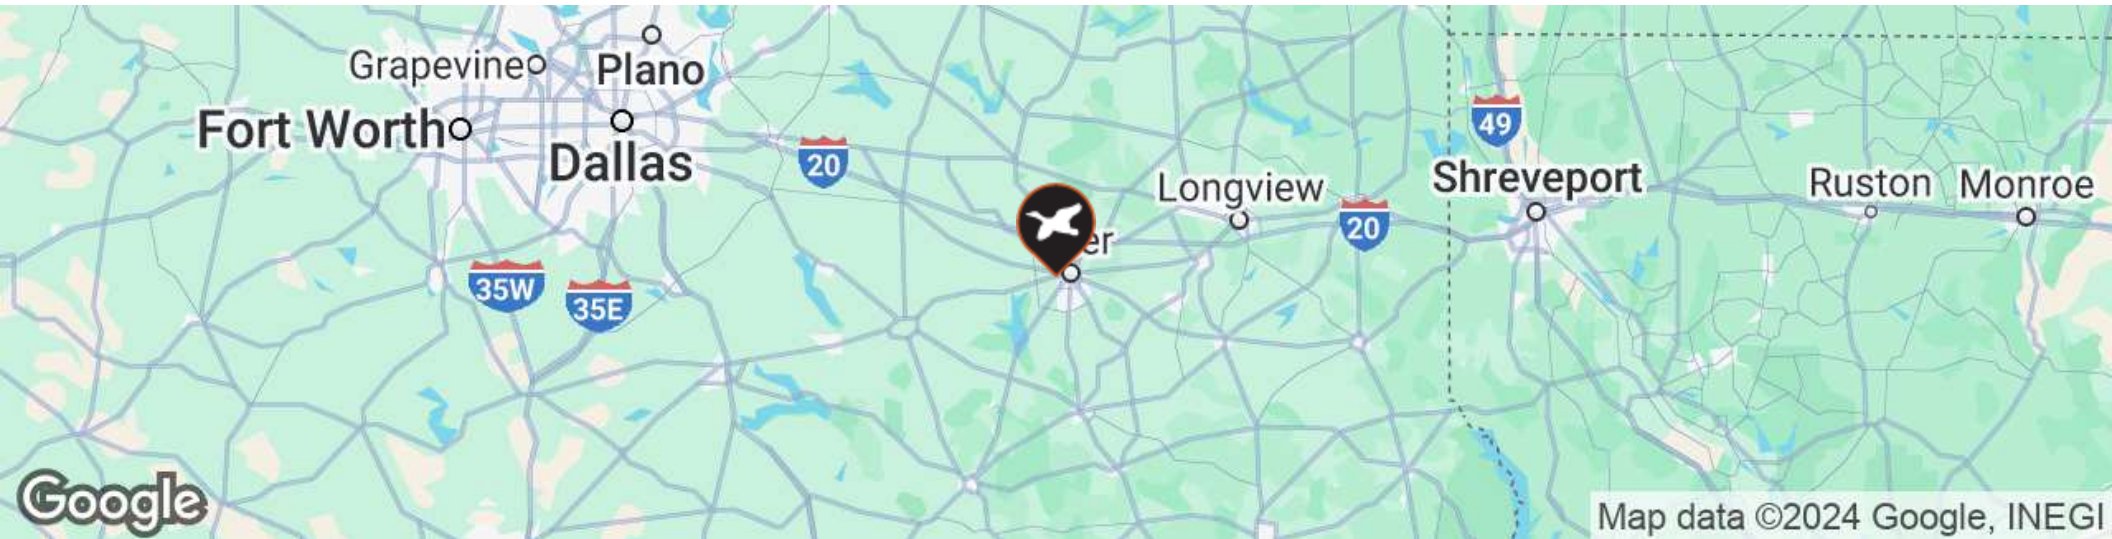 Grapevine
Plano
Fort Worth
Dallas
20
49
Longview
Shreveport
Ruston
Monroe
20
er
35W
35E
Google
Map data ©2024 Google, INEGI